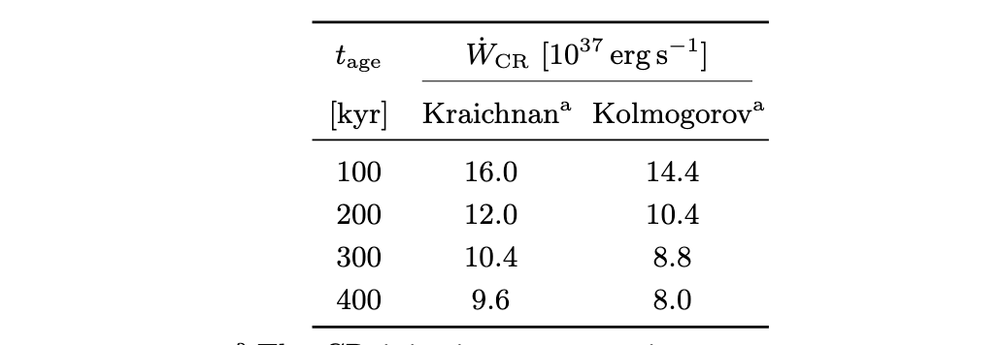 t_age Ẇ_CR [10^37 erg s^−1]
[kyr] Kraichnan^a Kolmogorov^a
100 16.0 14.4
200 12.0 10.4
300 10.4 8.8
400 9.6 8.0